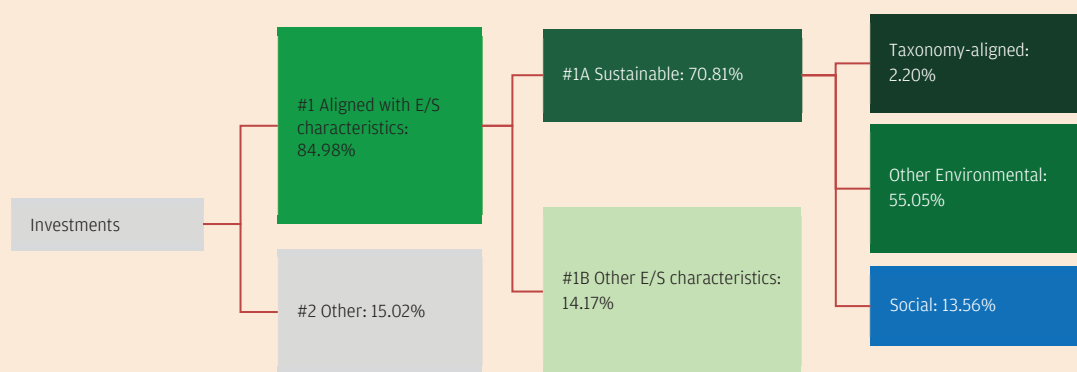 Investments
#1 Aligned with E/S
characteristics:
84.98%
#2 Other: 15.02%
#1A Sustainable: 70.81%
#1B Other E/S characteristics:
14.17%
Taxonomy-aligned:
2.20%
Other Environmental:
55.05%
Social: 13.56%